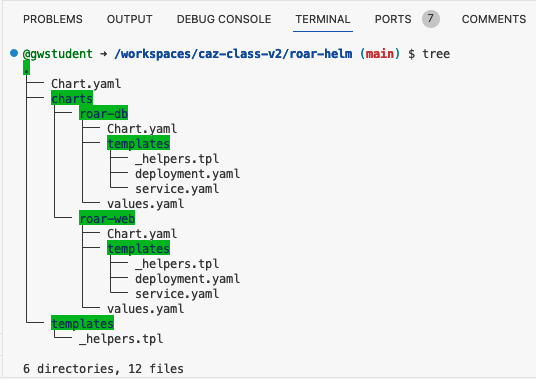 PROBLEMS OUTPUT DEBUG CONSOLE TERMINAL PORTS 7 COMMENTS
@gwstudent → /workspaces/caz-class-v2/roar-helm (main) $ tree
.
├── Chart.yaml
├── charts
│   ├── roar-db
│   │   ├── Chart.yaml
│   │   ├── templates
│   │   │   ├── _helpers.tpl
│   │   │   ├── deployment.yaml
│   │   │   └── service.yaml
│   │   └── values.yaml
│   └── roar-web
│       ├── Chart.yaml
│       ├── templates
│       │   ├── _helpers.tpl
│       │   ├── deployment.yaml
│       │   └── service.yaml
│       └── values.yaml
└── templates
    └── _helpers.tpl
6 directories, 12 files